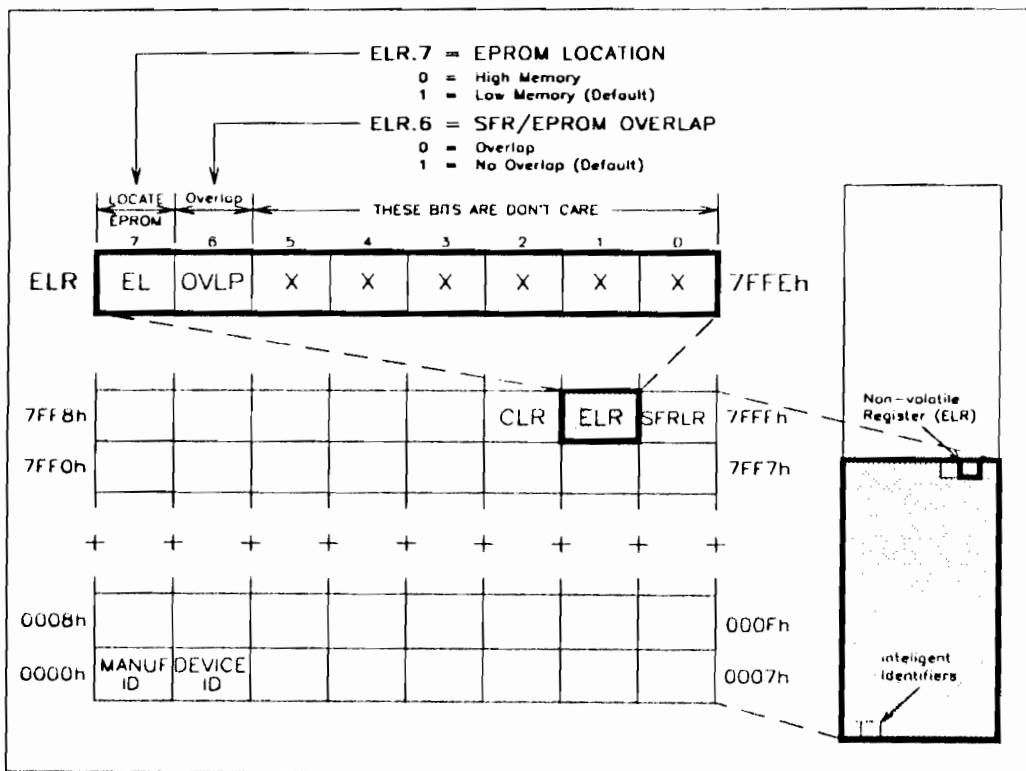 ELR.7 = EPROM LOCATION
0 = High Memory
1 = Low Memory (Default)
ELR.6 = SFR/EPROM OVERLAP
0 = Overlap
1 = No Overlap (Default)
LOCATE Overlap THESE BITS ARE DON'T CARE
EPROM
7 6 5 4 3 2 1 0
ELR EL OVLP X X X X X X 7FFEh
7FF8h CLR ELR SFRLR 7FFFh
7FF0h 7FF7h
Non-volatile
Register (ELR)
0008h 000Fh
0000h MANUF DEVICE 0007h
ID ID
inteligent
Identifiers